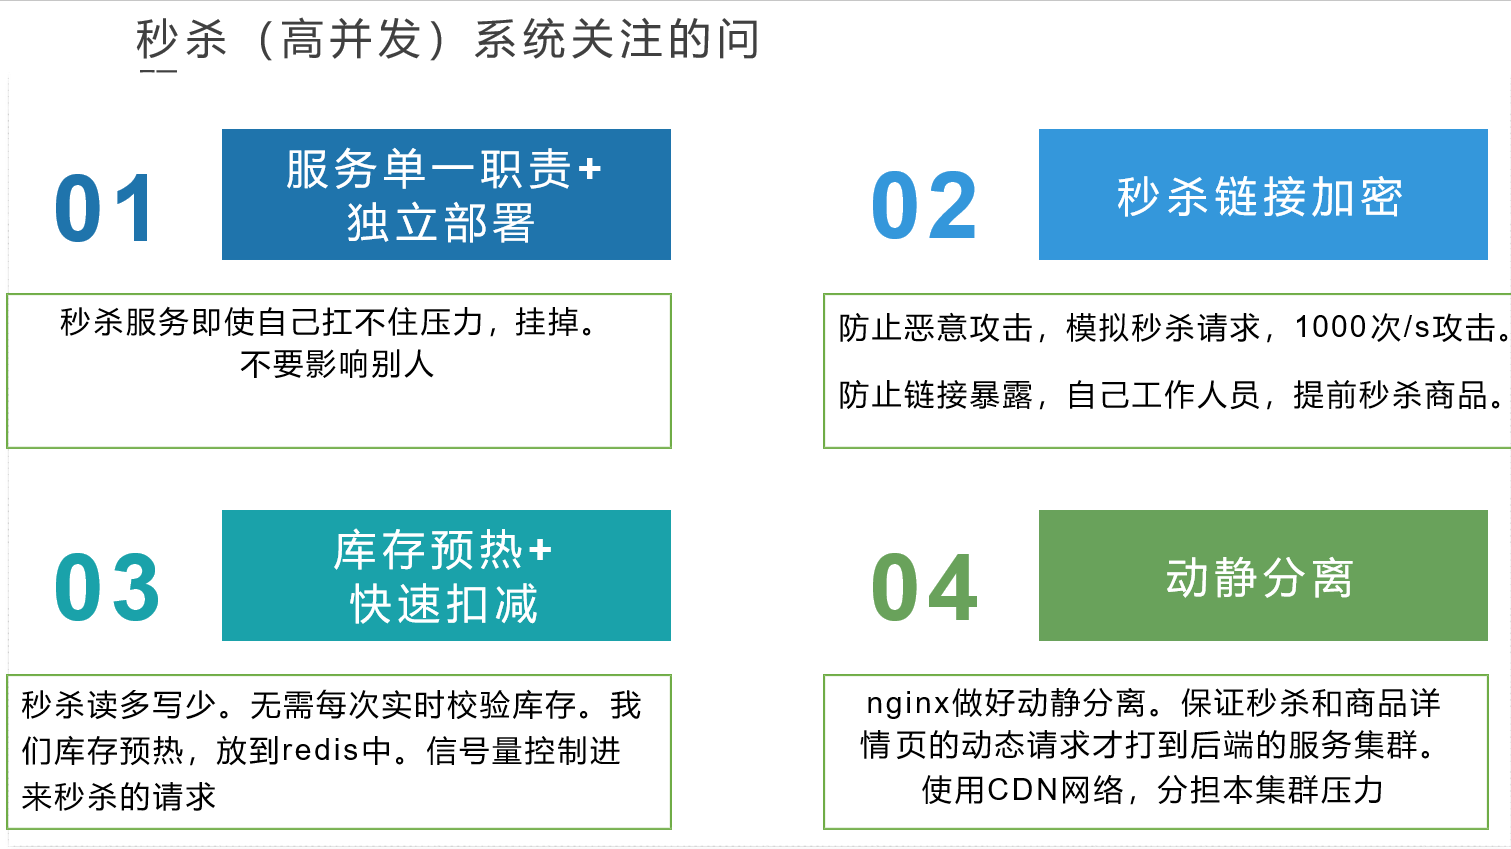 秒杀（高并发）系统关注的问
01
服务单一职责+
独立部署
秒杀服务即使自己扛不住压力，挂掉。
不要影响别人
02
秒杀链接加密
防止恶意攻击，模拟秒杀请求，1000次/s攻击。
防止链接暴露，自己工作人员，提前秒杀商品。
03
库存预热+
快速扣减
秒杀读多写少。无需每次实时校验库存。我
们库存预热，放到redis中。信号量控制进
来秒杀的请求
04
动静分离
nginx做好动静分离。保证秒杀和商品详
情页的动态请求才打到后端的服务集群。
使用CDN网络，分担本集群压力